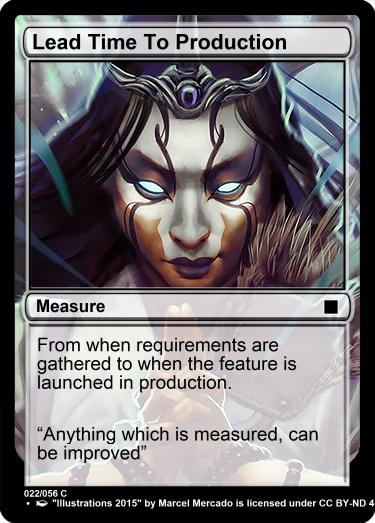 Lead Time To Production
Measure
From when requirements are
gathered to when the feature is
launched in production.
“Anything which is measured, can
be improved”
022/056 C
• "Illustrations 2015" by Marcel Mercado is licensed under CC BY-ND 4